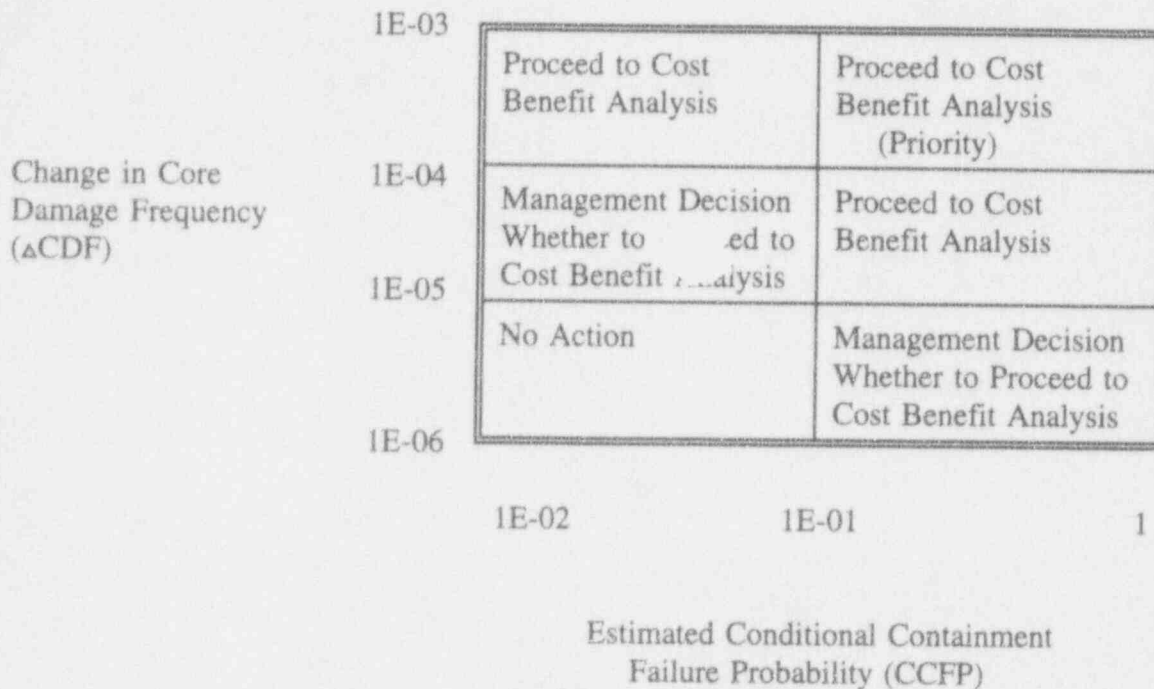 1E-03
Proceed to Cost
Benefit Analysis
Proceed to Cost
Benefit Analysis
(Priority)
Change in Core
Damage Frequency
(△CDF)
1E-04
Management Decision
Whether to ed to
Cost Benefit
Proceed to Cost
Benefit Analysis
1E-05
No Action
Management Decision
Whether to Proceed to
Cost Benefit Analysis
1E-06
1E-02
1E-01
1
Estimated Conditional Containment
Failure Probability (CCFP)